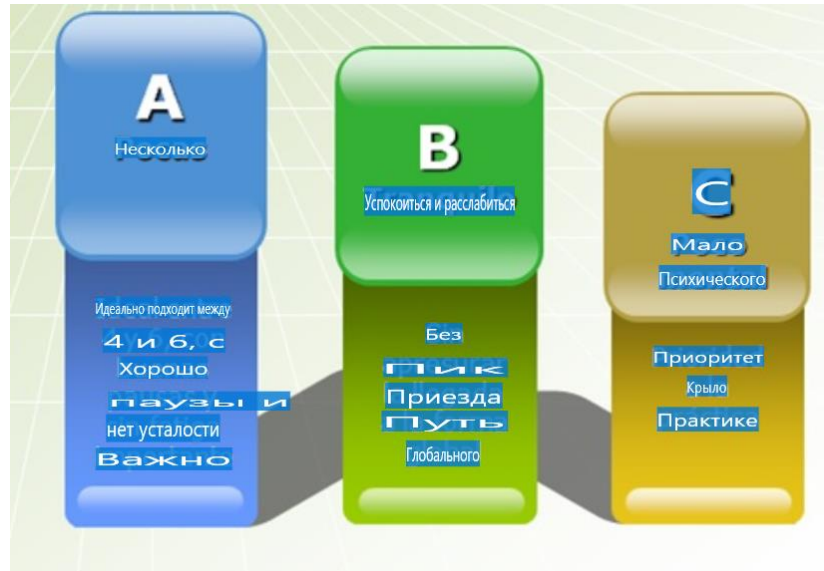 A
Несколько
Идеально подходит между
4 и 6, с
Хорошо
паузы и
нет усталости
Важно
B
Успокоиться и расслабиться
Без
Пик
Приезда
Путь
Глобального
С
Мало
Психического
Приоритет
Крыло
Практике